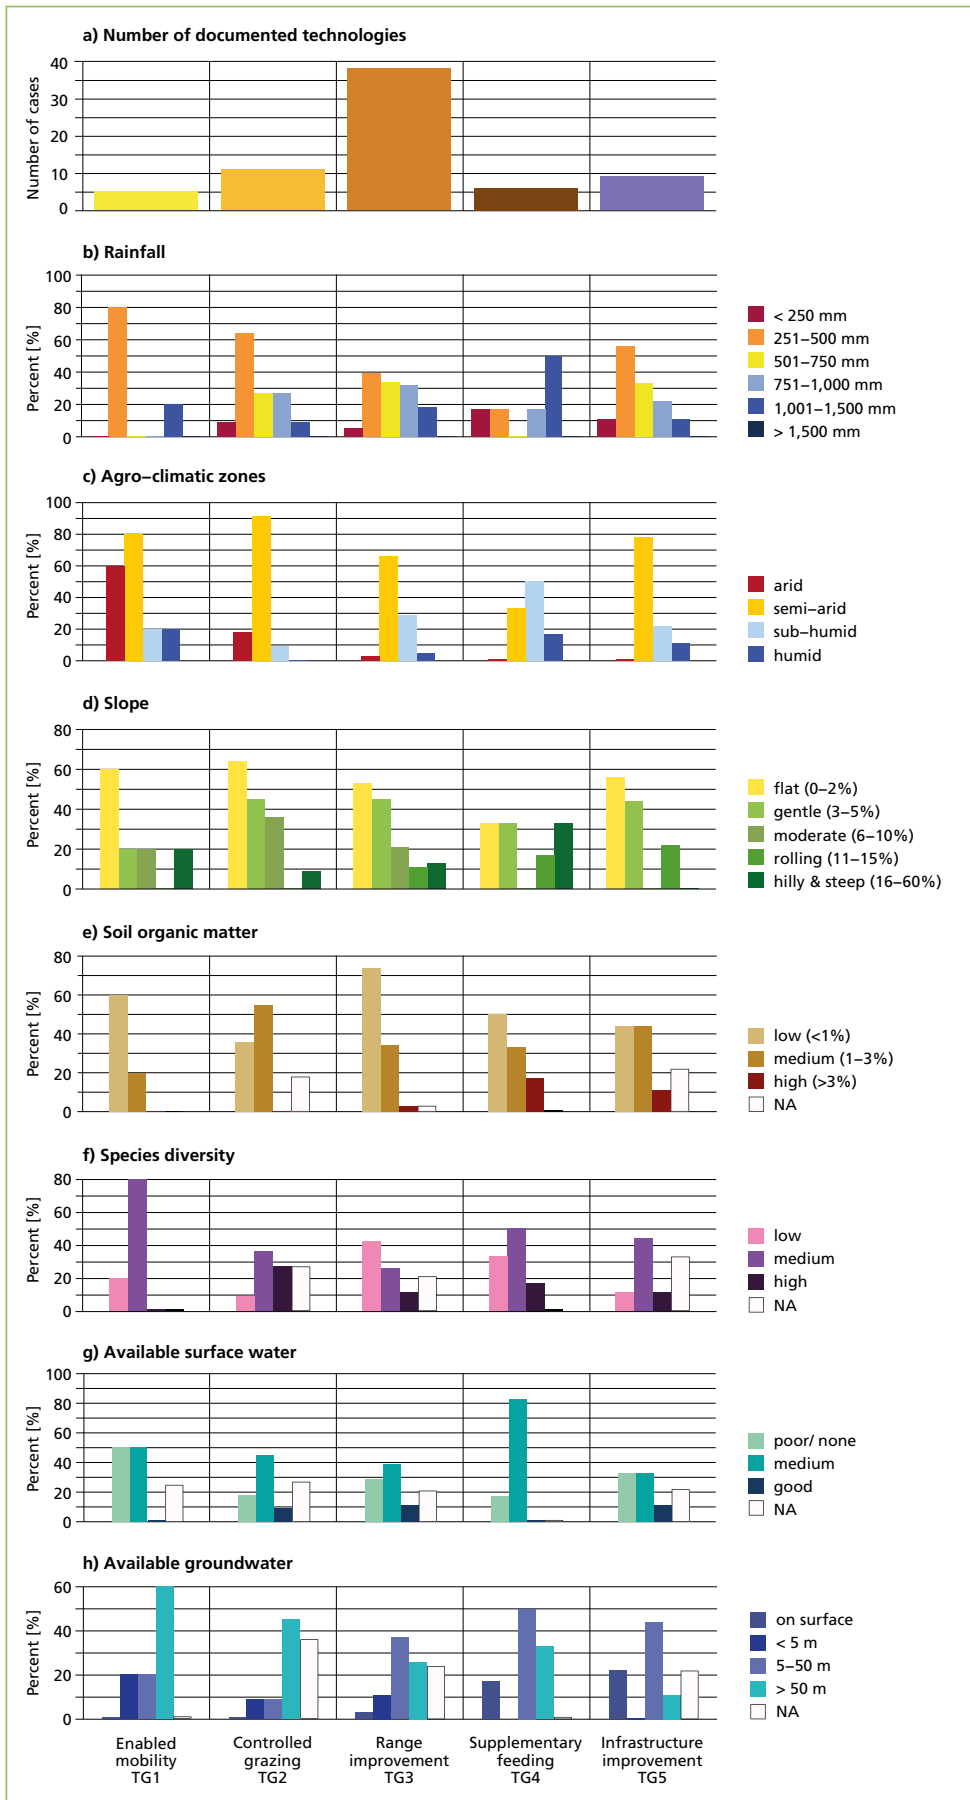 a) Number of documented technologies
Number of cases
40
30
20
10
0
b) Rainfall
Percent [%]
100
80
60
40
20
0
< 250 mm
251–500 mm
501–750 mm
751–1,000 mm
1,001–1,500 mm
> 1,500 mm
c) Agro–climatic zones
Percent [%]
100
80
60
40
20
0
arid
semi–arid
sub–humid
humid
d) Slope
Percent [%]
80
60
40
20
0
flat (0–2%)
gentle (3–5%)
moderate (6–10%)
rolling (11–15%)
hilly & steep (16–60%)
e) Soil organic matter
Percent [%]
80
60
40
20
0
low (<1%)
medium (1–3%)
high (>3%)
NA
f) Species diversity
Percent [%]
80
60
40
20
0
low
medium
high
NA
g) Available surface water
Percent [%]
100
80
60
40
20
0
poor/ none
medium
good
NA
h) Available groundwater
Percent [%]
60
40
20
0
on surface
< 5 m
5–50 m
> 50 m
NA
Enabled
mobility
TG1
Controlled
grazing
TG2
Range
improvement
TG3
Supplementary
feeding
TG4
Infrastructure
improvement
TG5